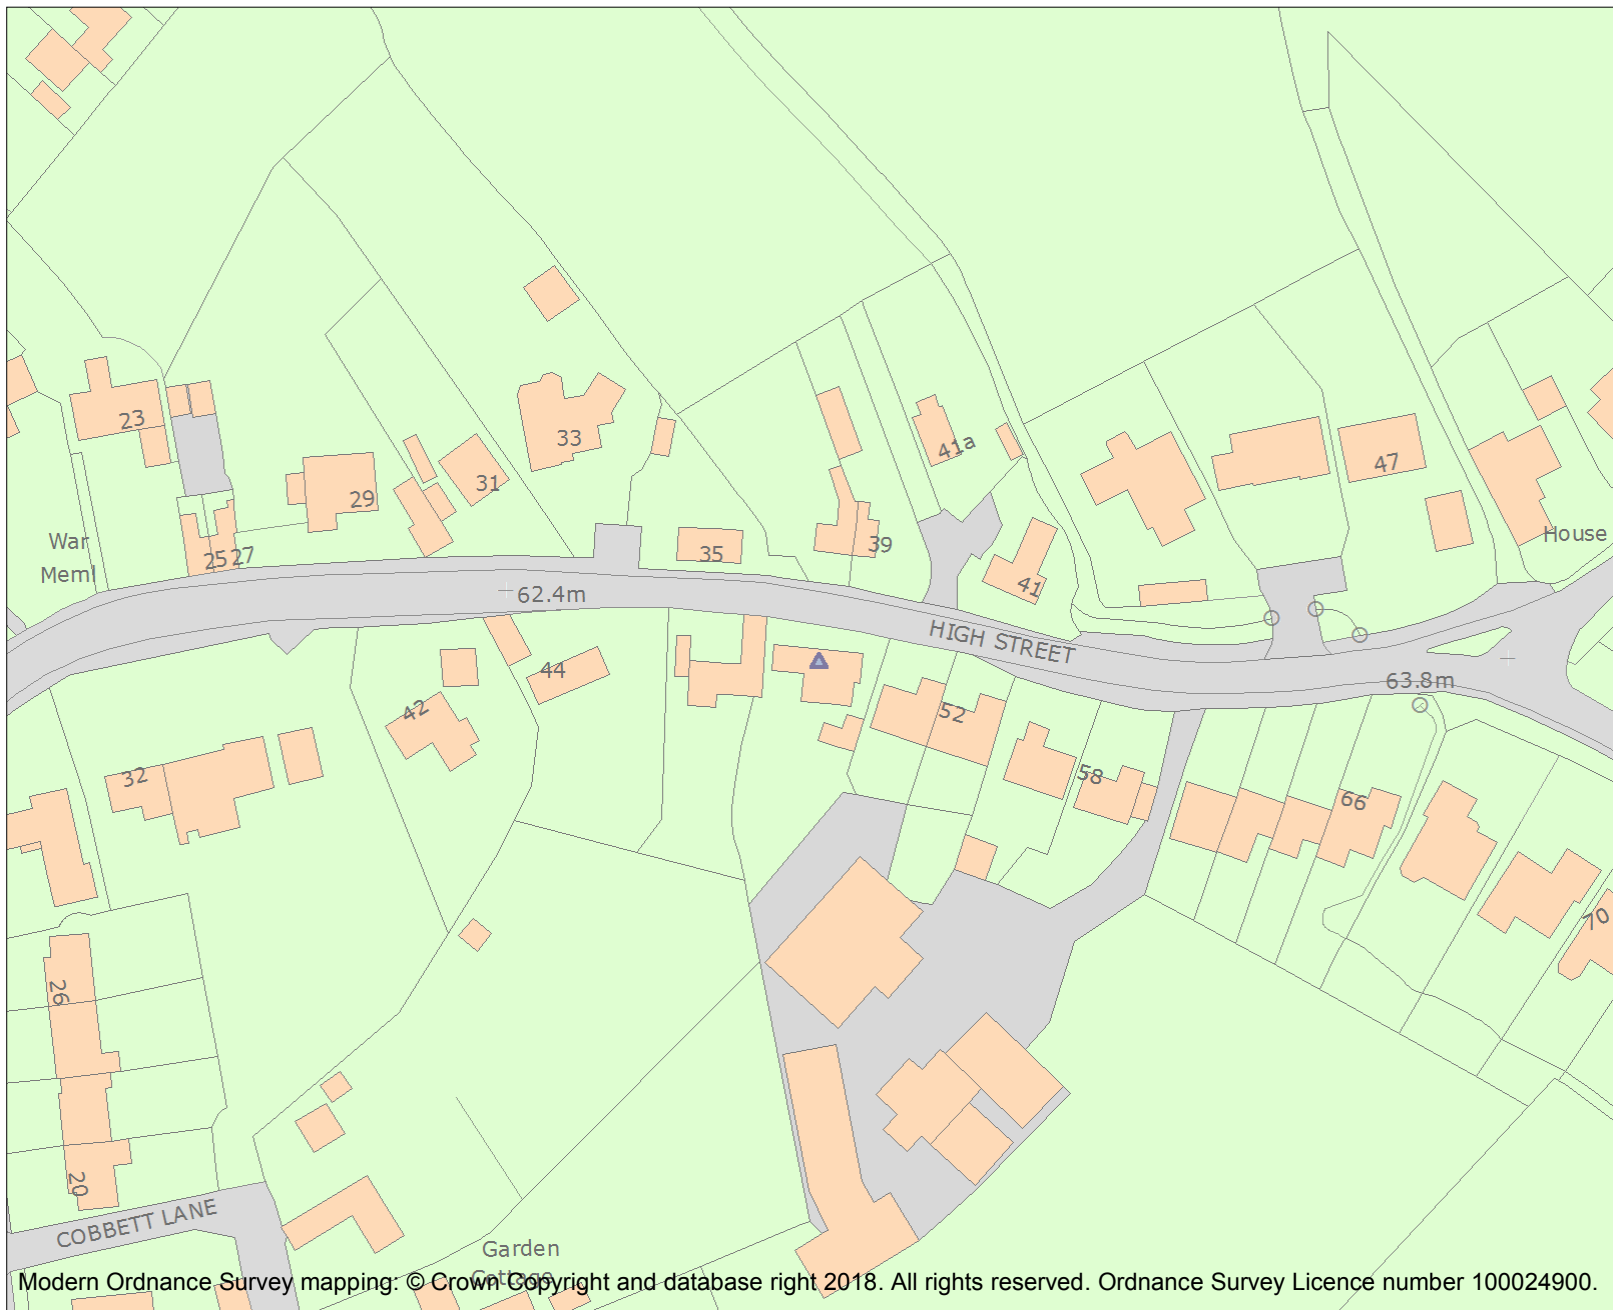 23
33
31
29
25
27
War
Meml
35
39
41a
41
47
House
62.4m
HIGH STREET
63.8m
44
42
52
58
66
32
70
26
20
COBBETT LANE
Garden
Cottage
Modern Ordnance Survey mapping: © Crown Copyright and database right 2018. All rights reserved. Ordnance Survey Licence number 100024900.